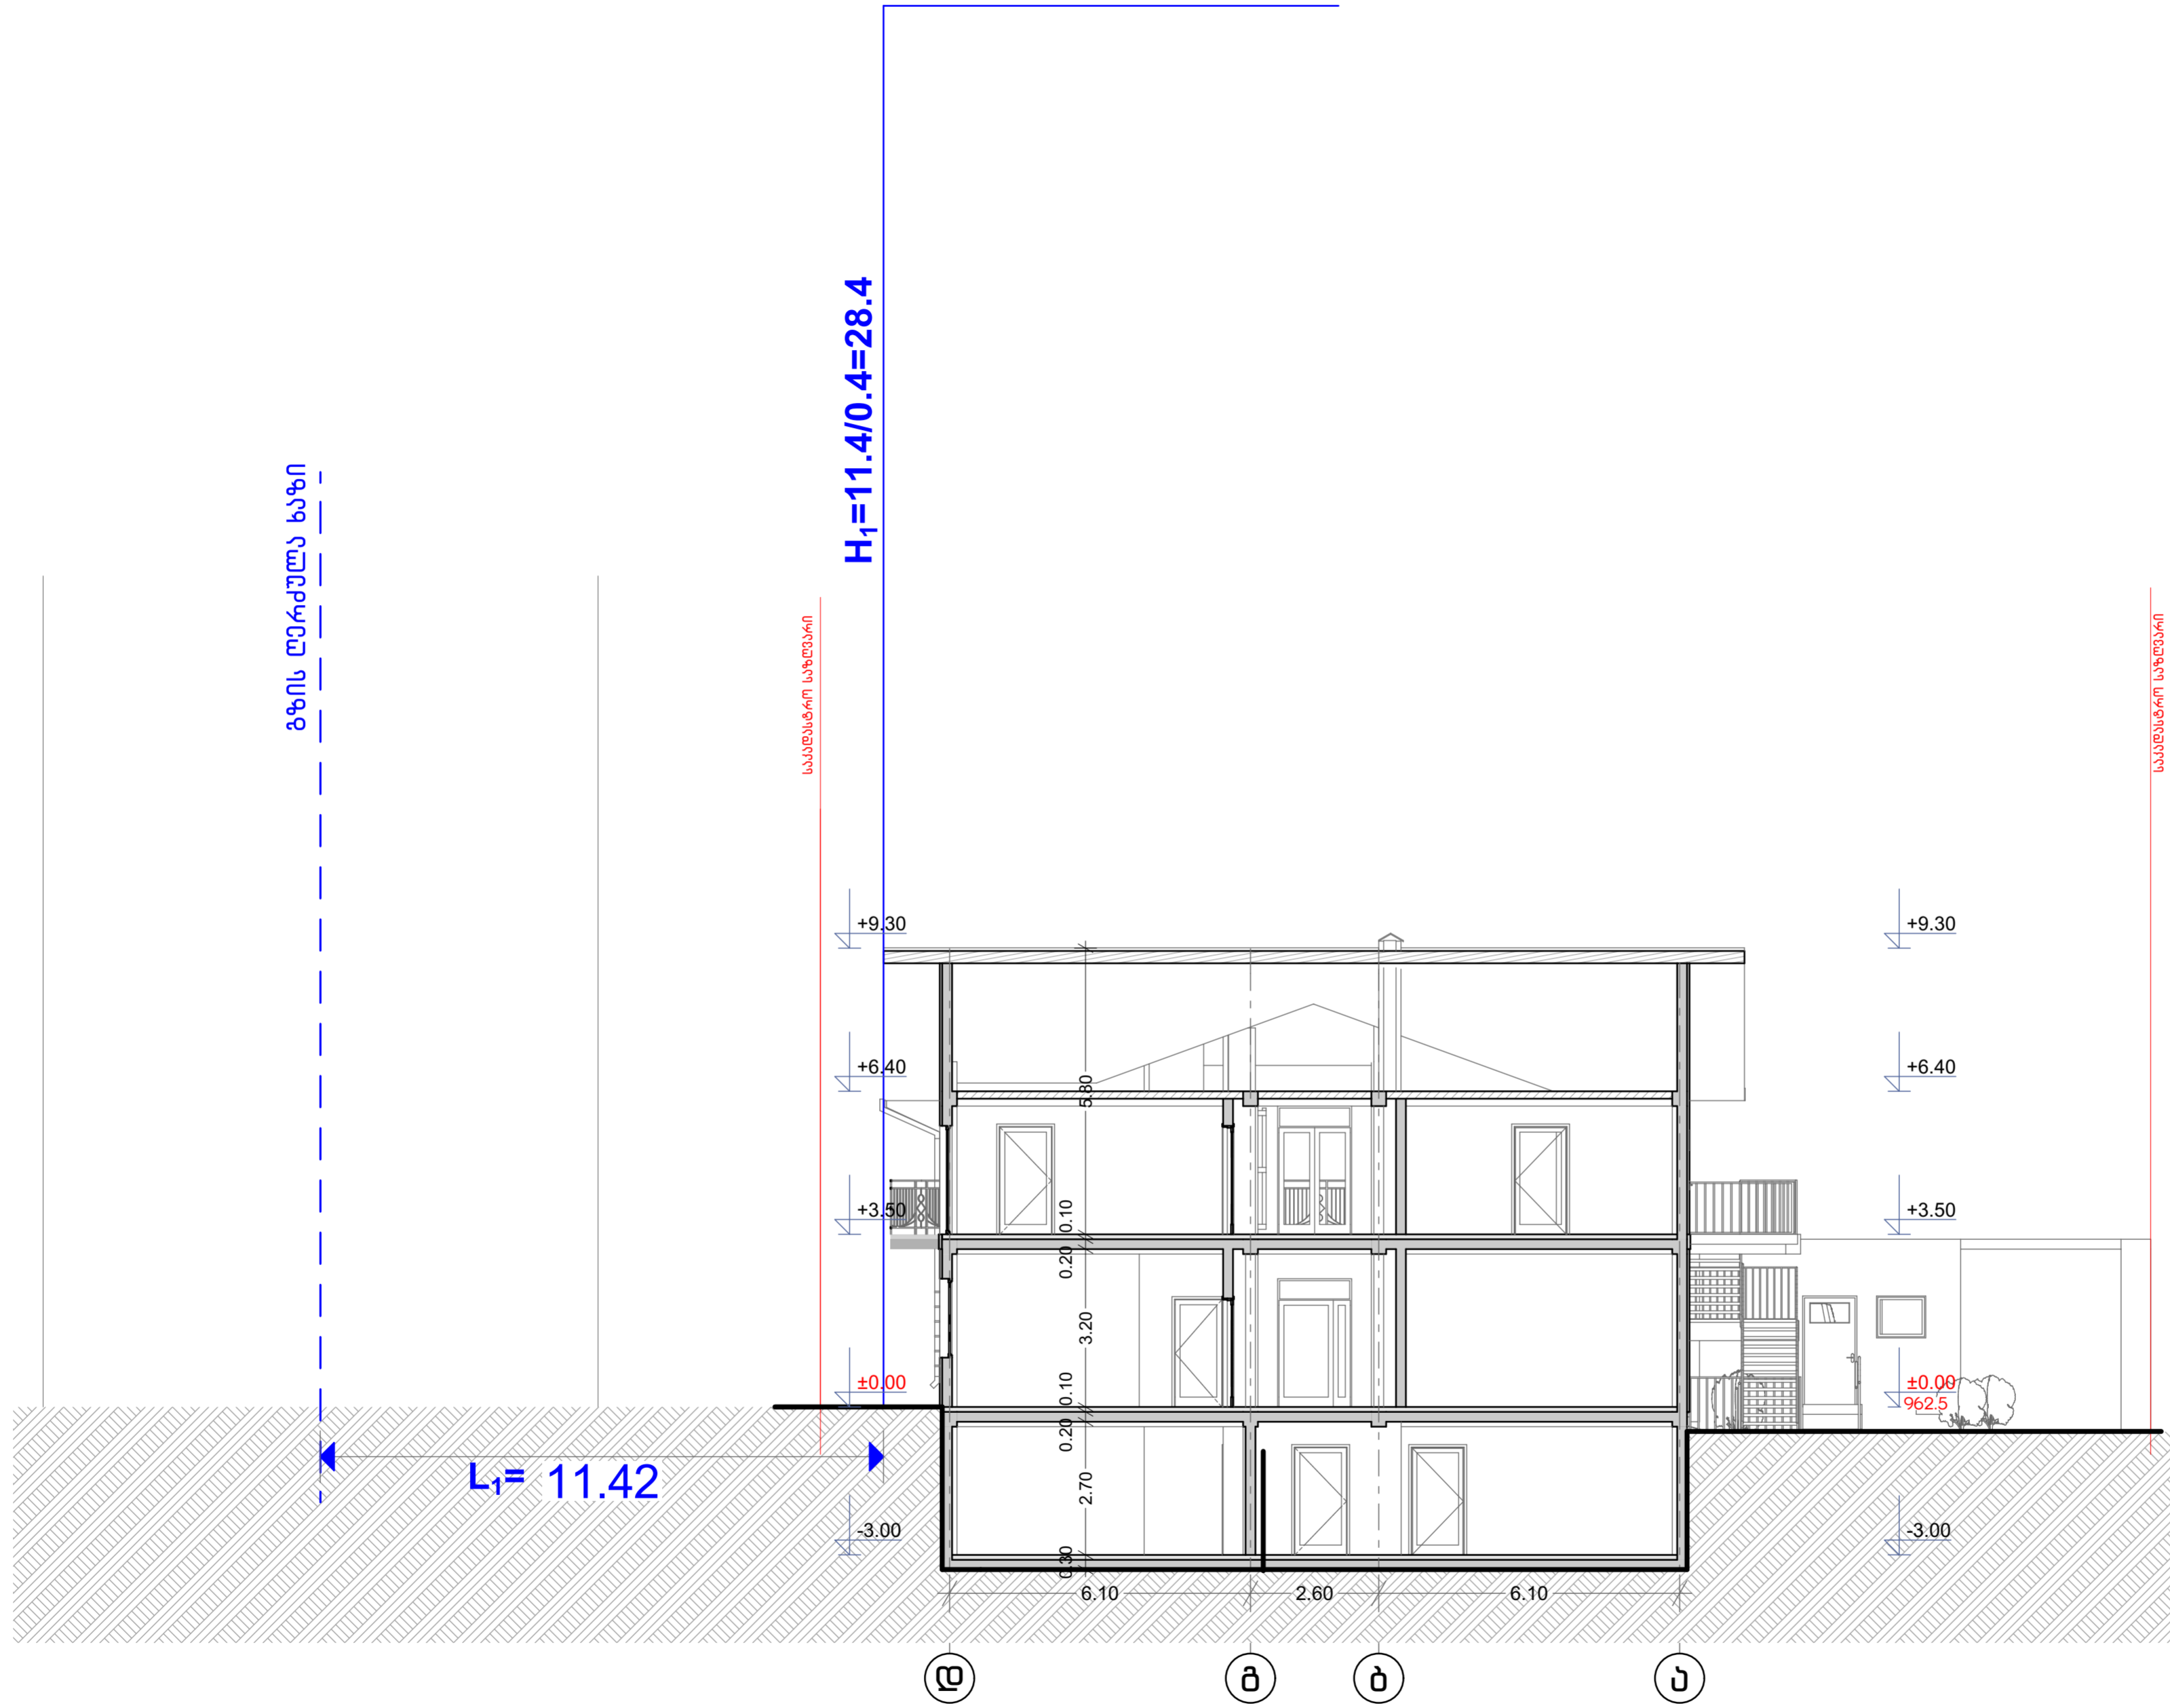 H₁=11.4/0.4=28.4
გზის ღერძულა ხაზი
საკადასტრო საზღვარი
საკადასტრო საზღვარი
+9.30
+9.30
+6.40
+6.40
5.80
+3.50
+3.50
0.10
0.20
3.20
±0.00
±0.00
962.5
0.10
0.20
L₁= 11.42
2.70
-3.00
-3.00
0.30
6.10 2.60 6.10
დ გ ბ ა